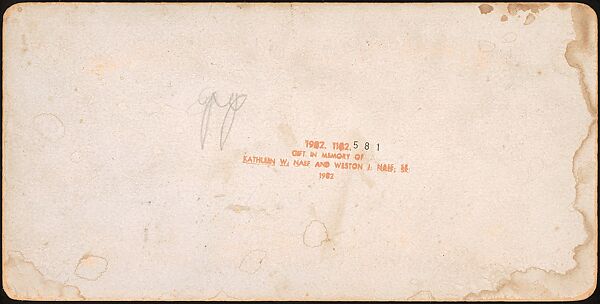 1982. 1182. 581
GIFT IN MEMORY OF
KATHLEEN W. NAEF AND WESTON J. NAEF, SR.
1982